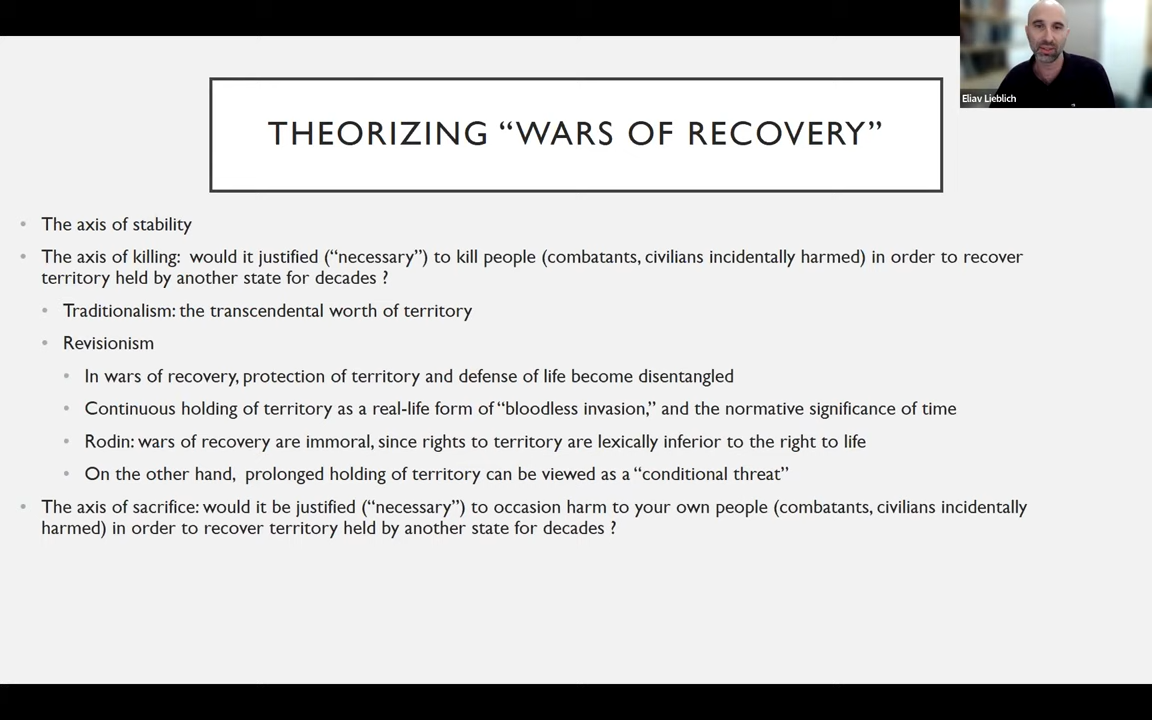 Eliav Lieblich
THEORIZING “WARS OF RECOVERY”
• The axis of stability
• The axis of killing: would it justified (“necessary”) to kill people (combatants, civilians incidentally harmed) in order to recover
territory held by another state for decades ?
• Traditionalism: the transcendental worth of territory
• Revisionism
• In wars of recovery, protection of territory and defense of life become disentangled
• Continuous holding of territory as a real-life form of “bloodless invasion,” and the normative significance of time
• Rodin: wars of recovery are immoral, since rights to territory are lexically inferior to the right to life
• On the other hand, prolonged holding of territory can be viewed as a “conditional threat”
• The axis of sacrifice: would it be justified (“necessary”) to occasion harm to your own people (combatants, civilians incidentally
harmed) in order to recover territory held by another state for decades ?